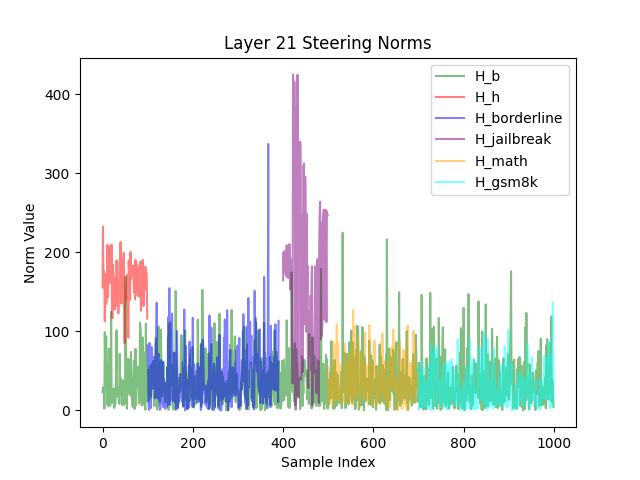 Layer 21 Steering Norms
H_b
H_h
H_borderline
H_jailbreak
H_math
H_gsm8k
Norm Value
400
300
200
100
0
0 200 400 600 800 1000
Sample Index